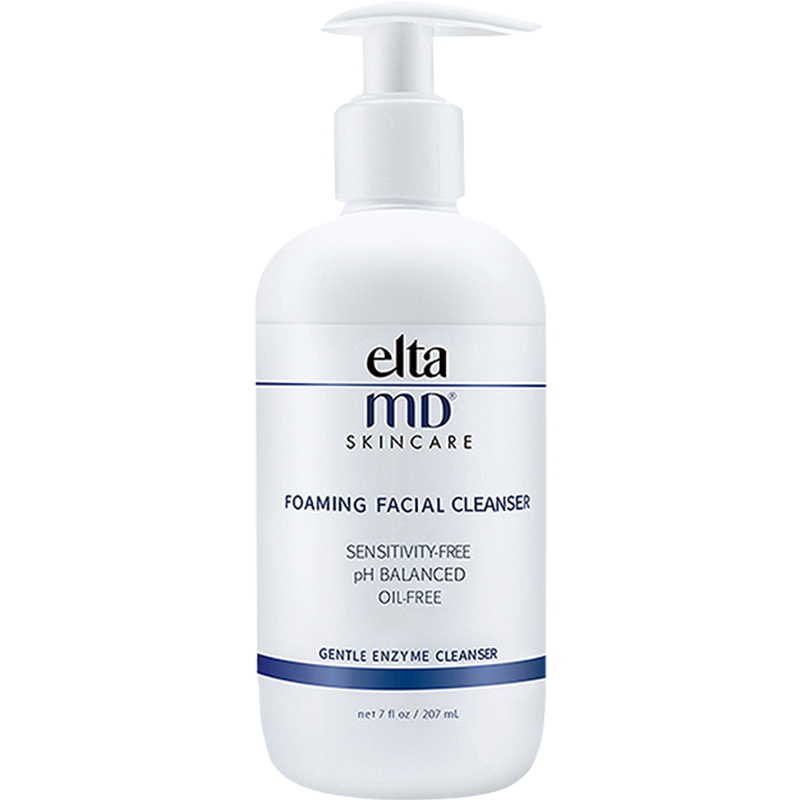 elta
MD®
SKINCARE
FOAMING FACIAL CLEANSER
SENSITIVITY-FREE
pH BALANCED
OIL-FREE
GENTLE ENZYME CLEANSER
net 7 fl oz / 207 mL